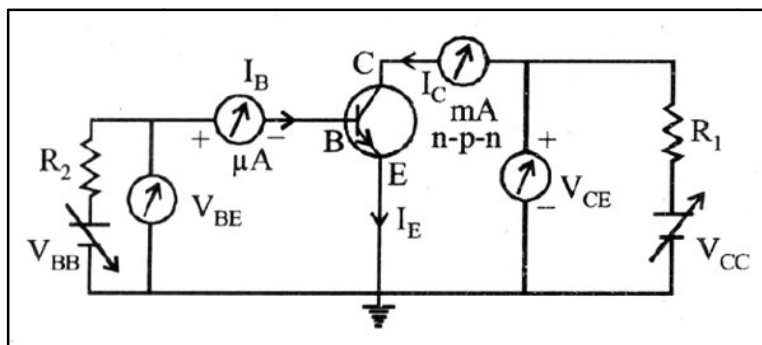 C
I_B
I_C
mA
n-p-n
R_1
+
−
+
B
μA
R_2
E
V_BE
V_CE
−
I_E
V_BB
V_CC